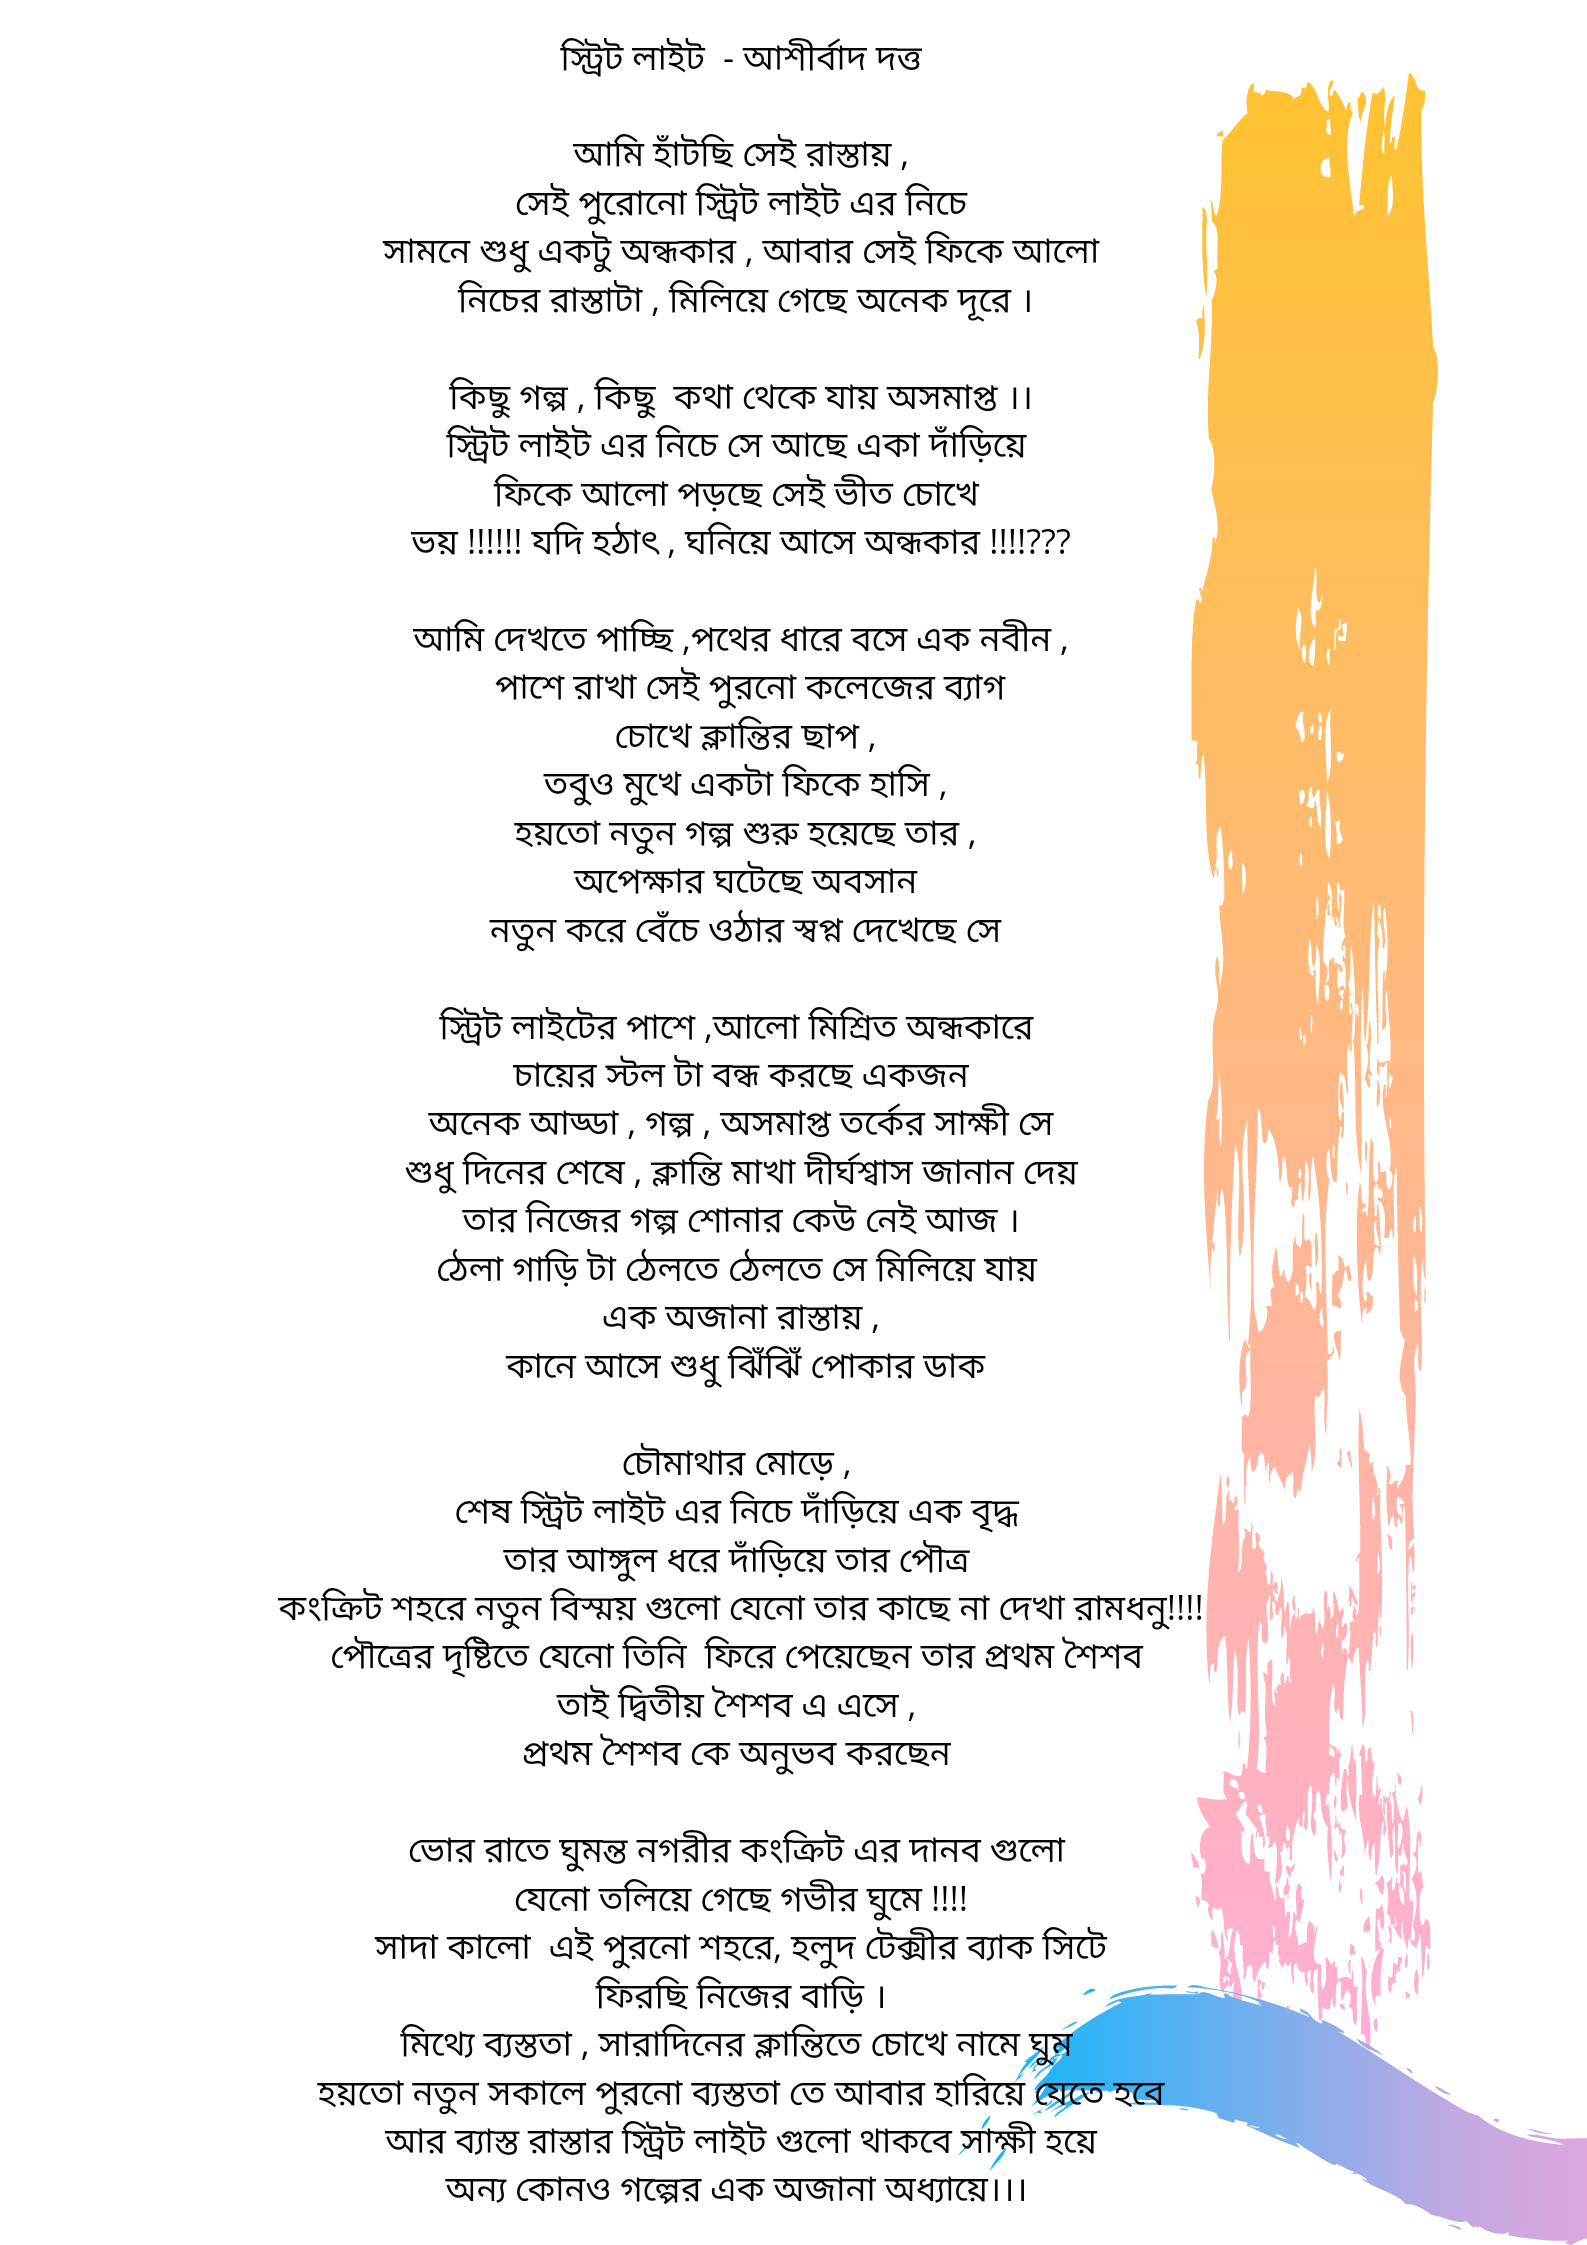 স্ট্রিট লাইট - আশীর্বাদ দত্ত
আমি হাঁটছি সেই রাস্তায় ,
সেই পুরোনো স্ট্রিট লাইট এর নিচে
সামনে শুধু একটু অন্ধকার , আবার সেই ফিকে আলো
নিচের রাস্তাটা , মিলিয়ে গেছে অনেক দূরে ।
কিছু গল্প , কিছু কথা থেকে যায় অসমাপ্ত ।।
স্ট্রিট লাইট এর নিচে সে আছে একা দাঁড়িয়ে
ফিকে আলো পড়ছে সেই ভীত চোখে
ভয় !!!!!! যদি হঠাৎ , ঘনিয়ে আসে অন্ধকার !!!!???
আমি দেখতে পাচ্ছি ,পথের ধারে বসে এক নবীন ,
পাশে রাখা সেই পুরনো কলেজের ব্যাগ
চোখে ক্লান্তির ছাপ ,
তবুও মুখে একটা ফিকে হাসি ,
হয়তো নতুন গল্প শুরু হয়েছে তার ,
অপেক্ষার ঘটেছে অবসান
নতুন করে বেঁচে ওঠার স্বপ্ন দেখেছে সে
স্ট্রিট লাইটের পাশে ,আলো মিশ্রিত অন্ধকারে
চায়ের স্টল টা বন্ধ করছে একজন
অনেক আড্ডা , গল্প , অসমাপ্ত তর্কের সাক্ষী সে
শুধু দিনের শেষে , ক্লান্তি মাখা দীর্ঘশ্বাস জানান দেয়
তার নিজের গল্প শোনার কেউ নেই আজ ।
ঠেলা গাড়ি টা ঠেলতে ঠেলতে সে মিলিয়ে যায়
এক অজানা রাস্তায় ,
কানে আসে শুধু ঝিঁঝিঁ পোকার ডাক
চৌমাথার মোড়ে ,
শেষ স্ট্রিট লাইট এর নিচে দাঁড়িয়ে এক বৃদ্ধ
তার আঙ্গুল ধরে দাঁড়িয়ে তার পৌত্র
কংক্রিট শহরে নতুন বিস্ময় গুলো যেনো তার কাছে না দেখা রামধনু!!!!
পৌত্রের দৃষ্টিতে যেনো তিনি ফিরে পেয়েছেন তার প্রথম শৈশব
তাই দ্বিতীয় শৈশব এ এসে ,
প্রথম শৈশব কে অনুভব করছেন
ভোর রাতে ঘুমন্ত নগরীর কংক্রিট এর দানব গুলো
যেনো তলিয়ে গেছে গভীর ঘুমে !!!!
সাদা কালো এই পুরনো শহরে, হলুদ টেক্সীর ব্যাক সিটে
ফিরছি নিজের বাড়ি ।
মিথ্যে ব্যস্ততা , সারাদিনের ক্লান্তিতে চোখে নামে ঘুম
হয়তো নতুন সকালে পুরনো ব্যস্ততা তে আবার হারিয়ে যেতে হবে
আর ব্যাস্ত রাস্তার স্ট্রিট লাইট গুলো থাকবে সাক্ষী হয়ে
অন্য কোনও গল্পের এক অজানা অধ্যায়ে।।।